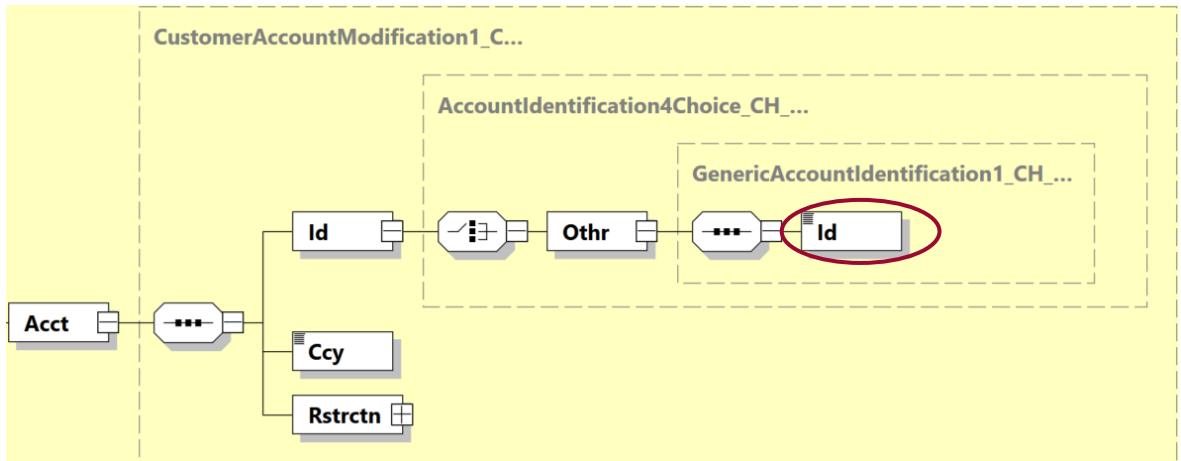 CustomerAccountModification1_C...
AccountIdentification4Choice_CH_...
GenericAccountIdentification1_CH_...
Id
Othr
Id
Acct
Ccy
Rstrctn